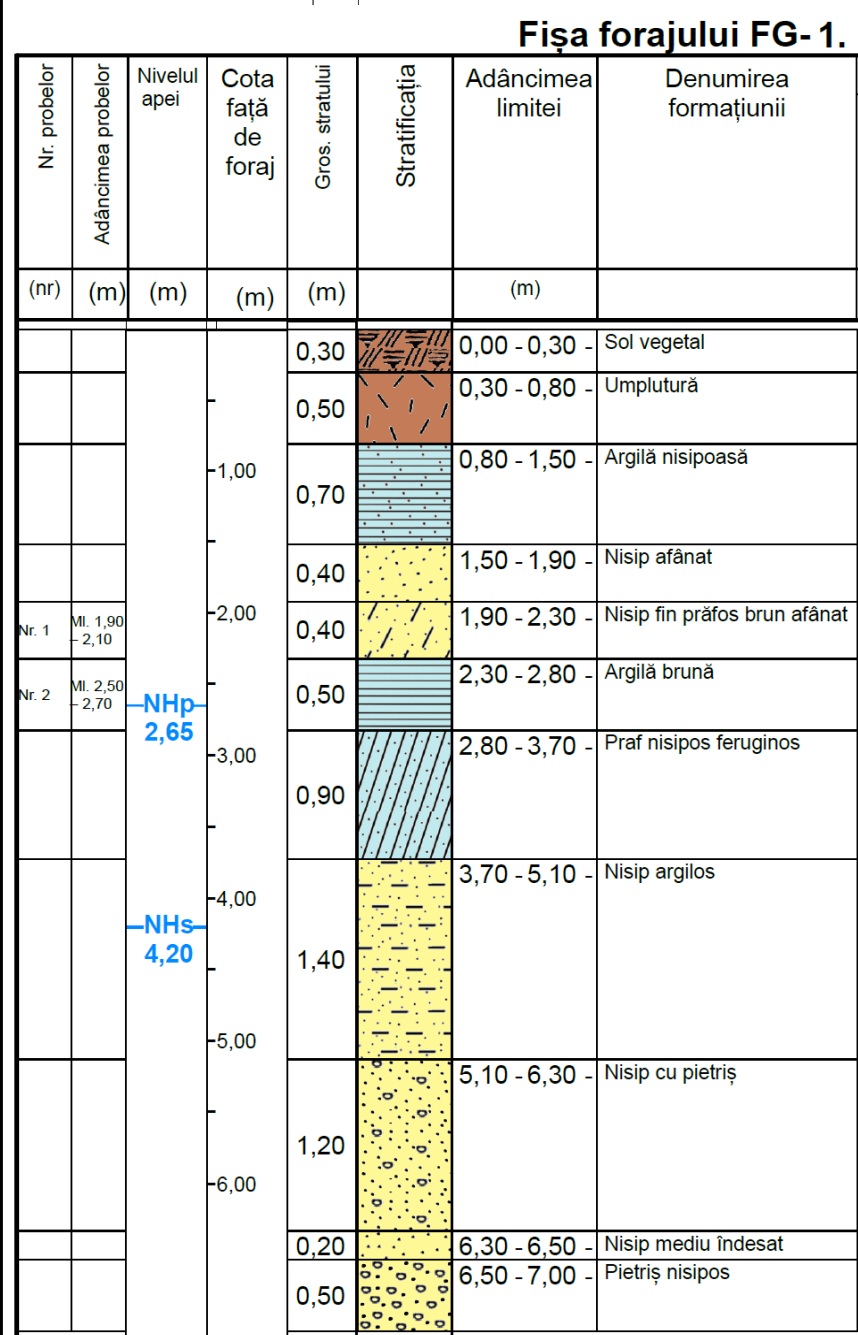 Fișa forajului FG- 1.
Nr. probelor
Adâncimea probelor
Nivelul
apei
Cota
față
de
foraj
Gros. stratului
Stratificația
Adâncimea
limitei
Denumirea
formațiunii
(nr) (m) (m) (m) (m) (m)
0,30 0,00 - 0,30 - Sol vegetal
0,50 0,30 - 0,80 - Umplutură
1,00
0,70 0,80 - 1,50 - Argilă nisipoasă
0,40 1,50 - 1,90 - Nisip afânat
Nr. 1
Ml. 1,90
– 2,10
2,00
0,40 1,90 - 2,30 - Nisip fin prăfos brun afânat
Nr. 2
Ml. 2,50
– 2,70
NHp
2,65
0,50 2,30 - 2,80 - Argilă brună
3,00
0,90 2,80 - 3,70 - Praf nisipos feruginos
4,00
NHs
4,20
1,40 3,70 - 5,10 - Nisip argilos
5,00
1,20 5,10 - 6,30 - Nisip cu pietriș
6,00
0,20 6,30 - 6,50 - Nisip mediu îndesat
0,50 6,50 - 7,00 - Pietriș nisipos